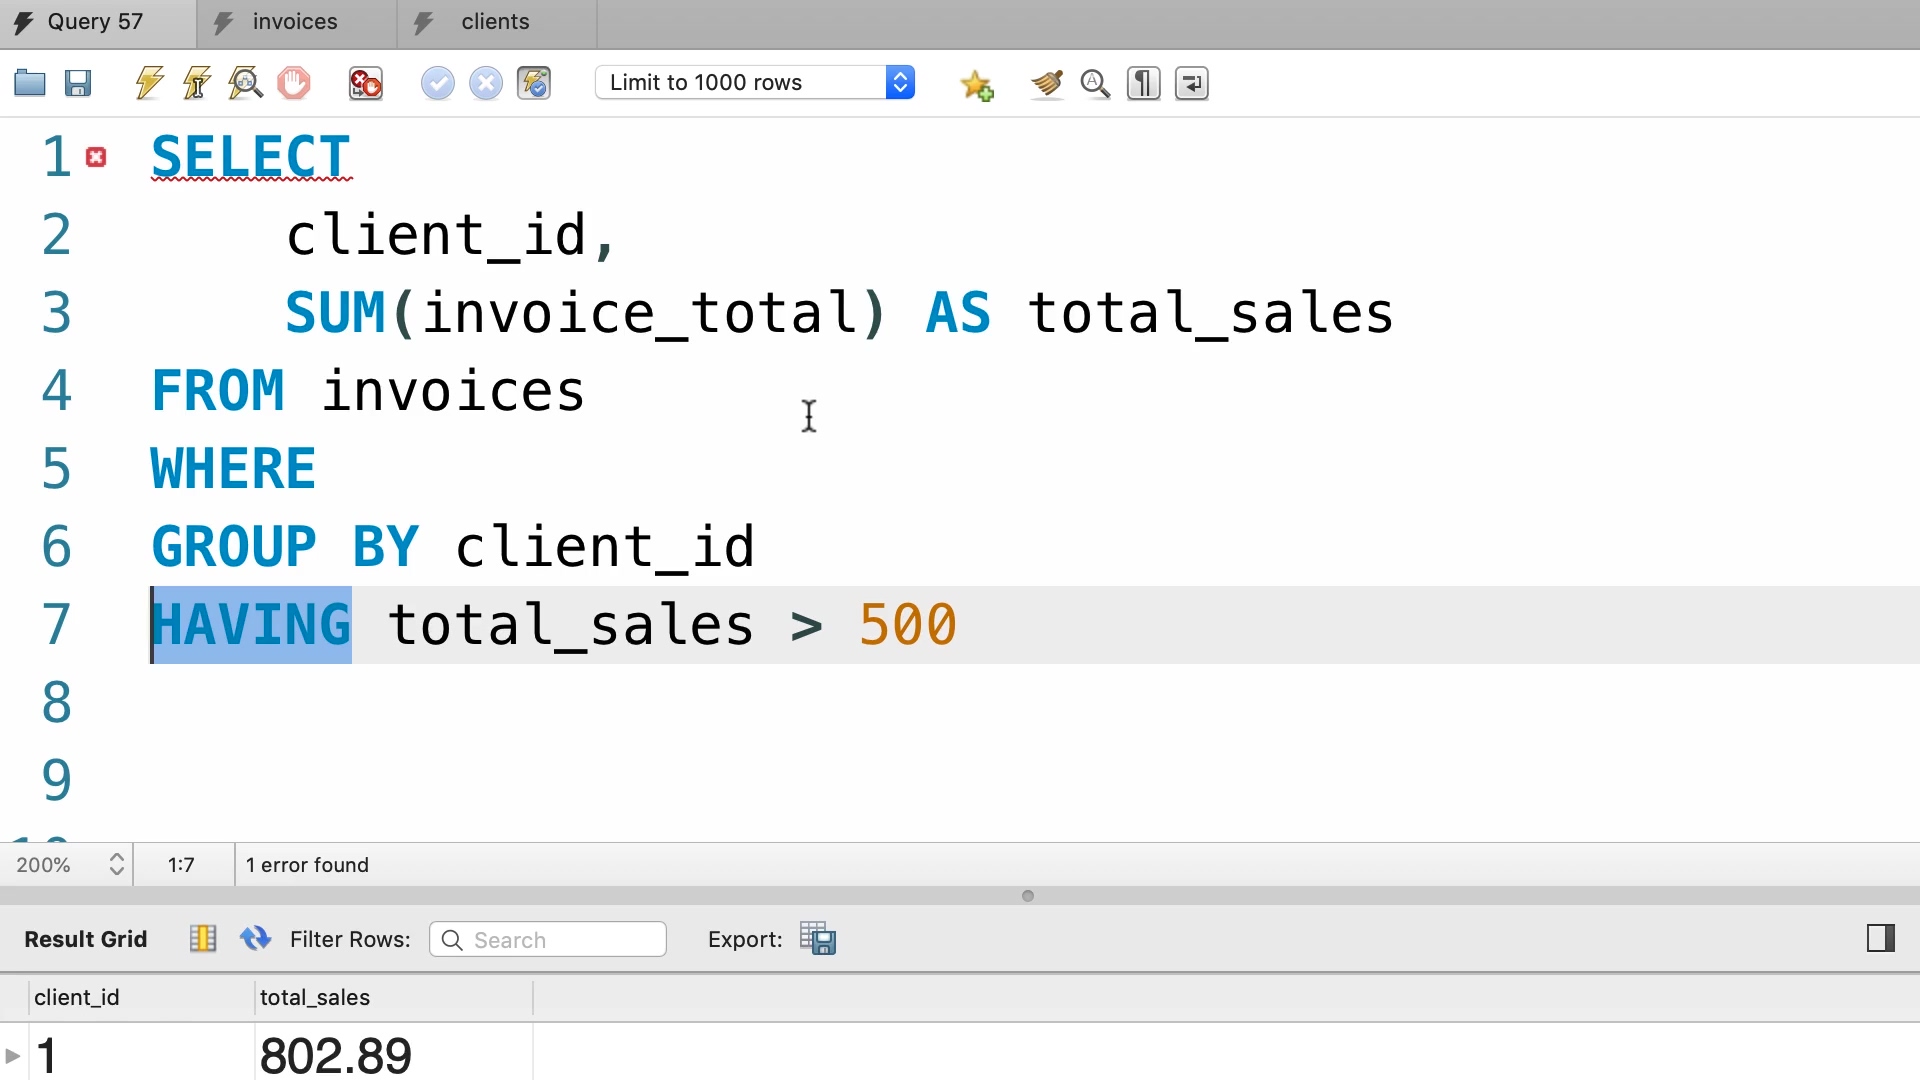 Query 57 invoices clients
Limit to 1000 rows
1 SELECT
2 client_id,
3 SUM(invoice_total) AS total_sales
4 FROM invoices
5 WHERE
6 GROUP BY client_id
7 HAVING total_sales > 500
8
9
200% 1:7 1 error found
Result Grid Filter Rows: Search Export:
client_id total_sales
1 802.89